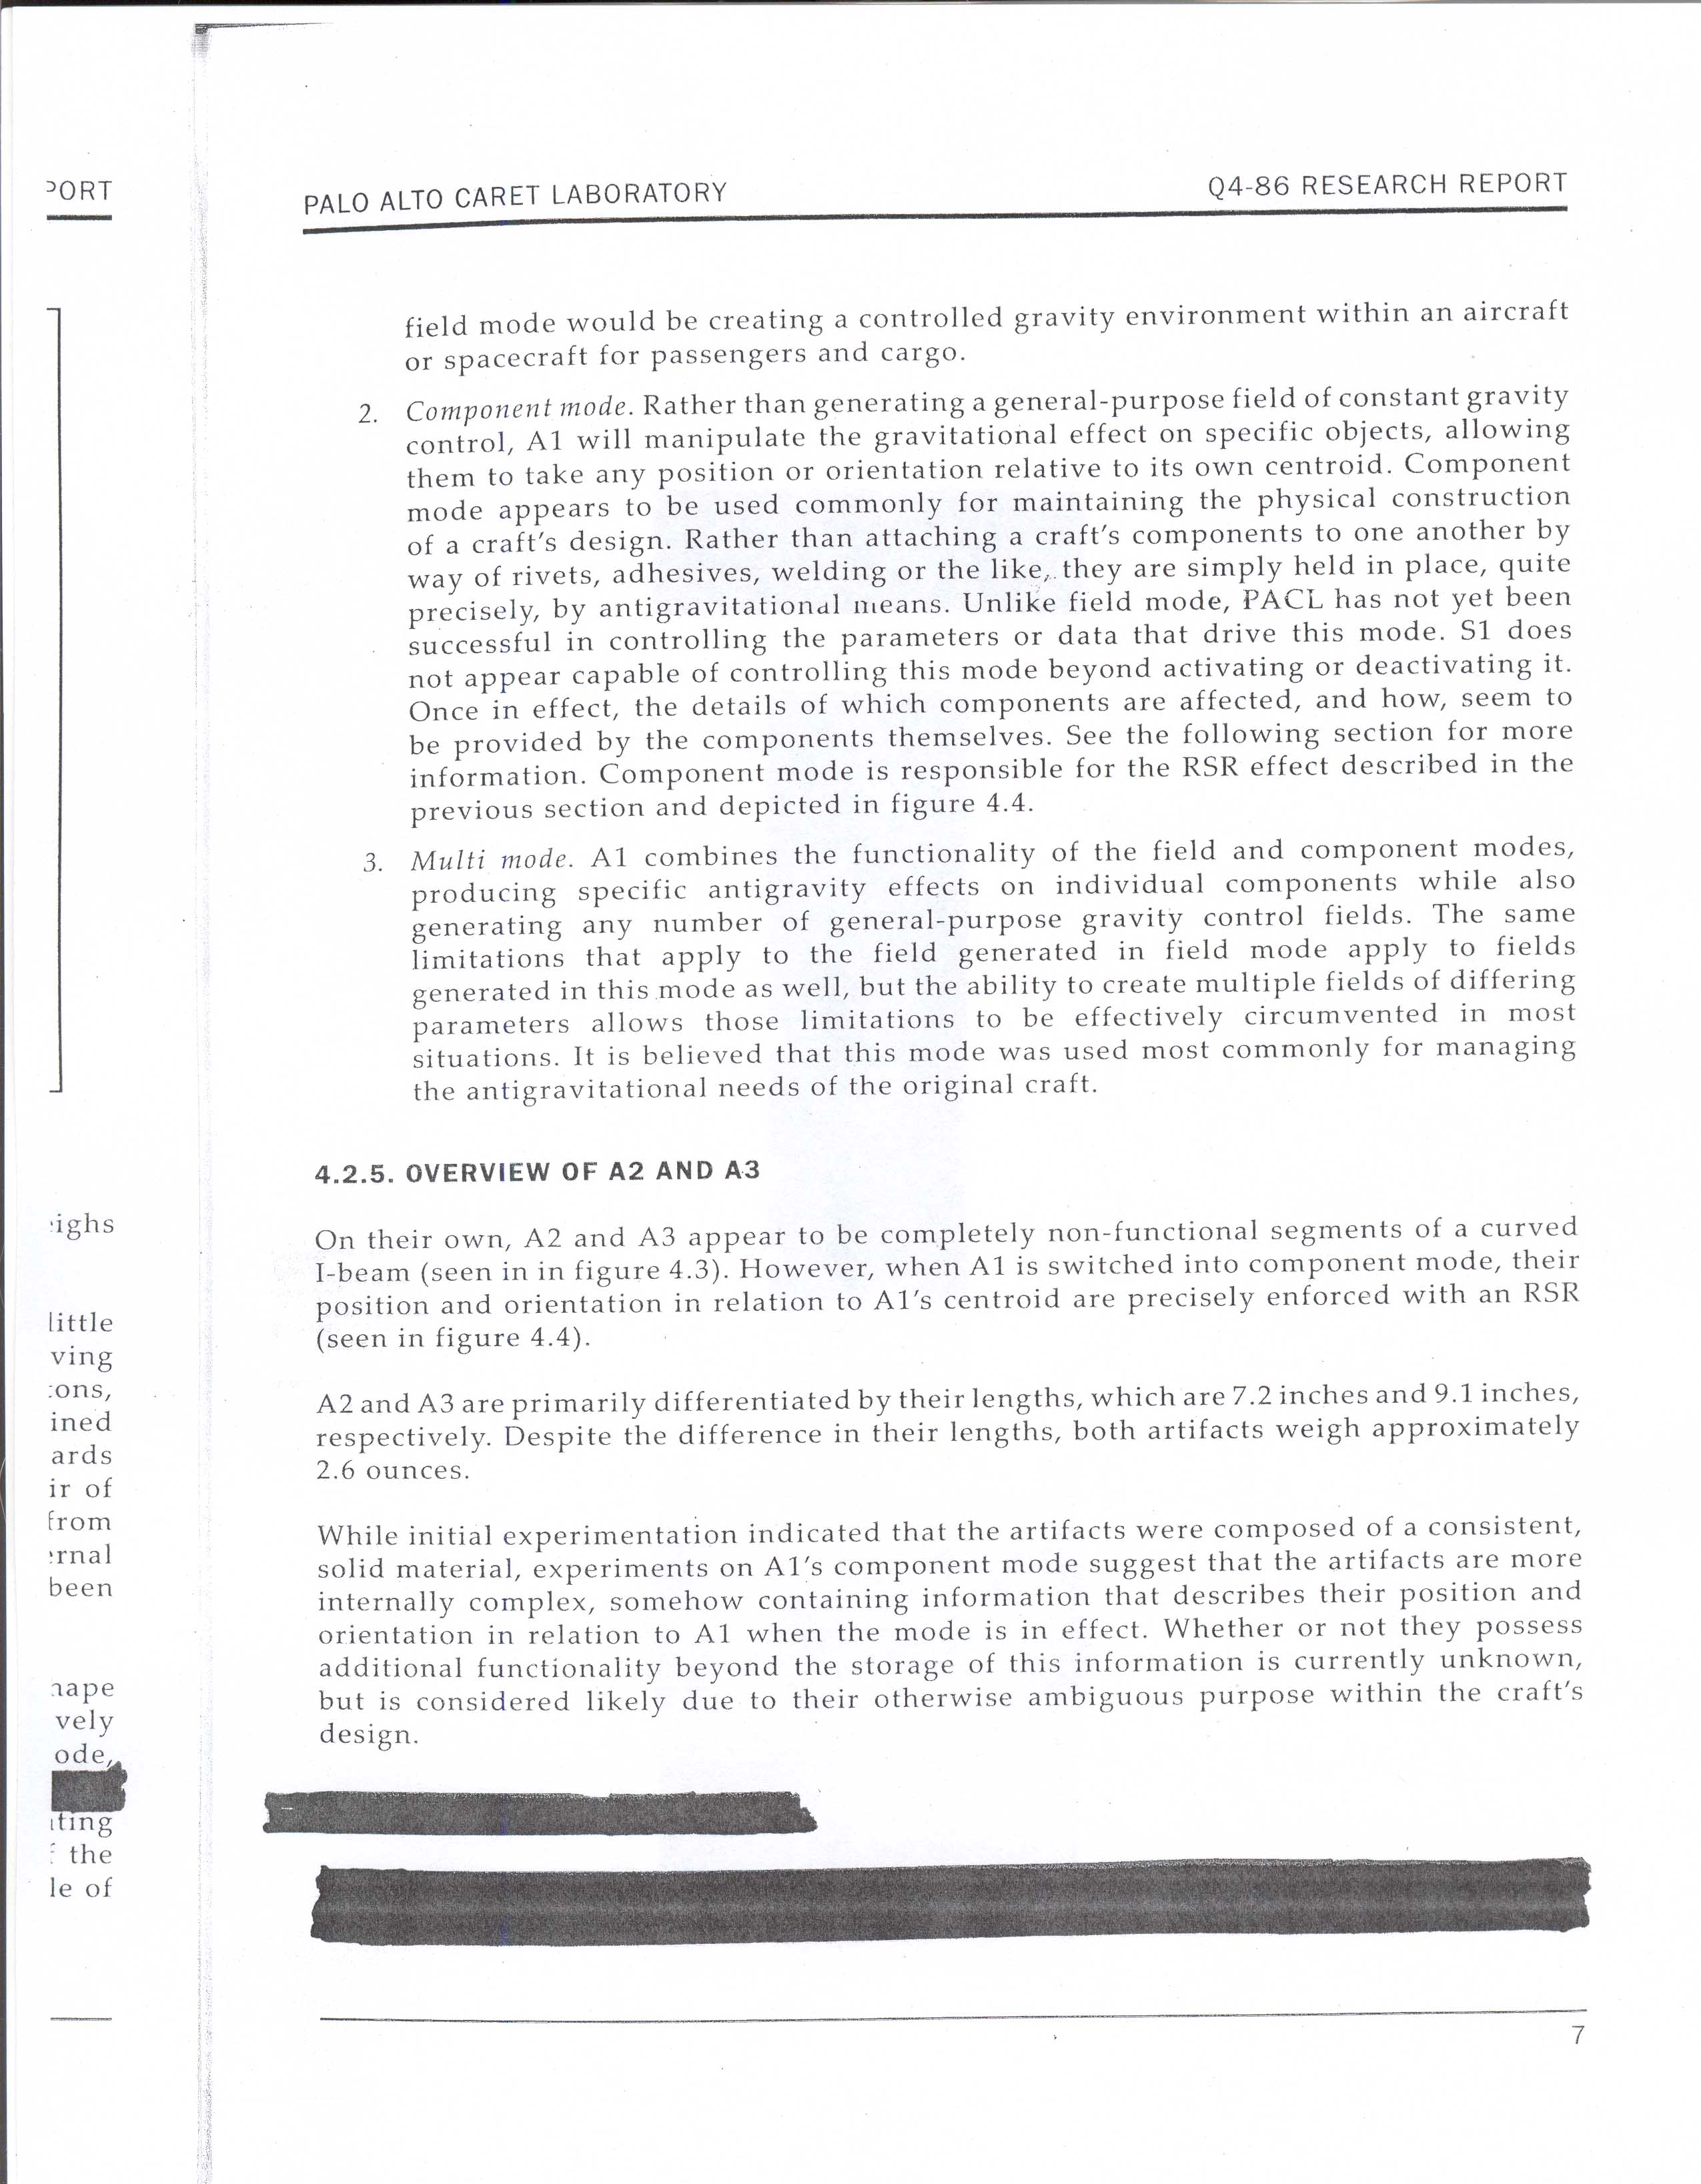 PORT
ighs
little
ving
ons,
ined
ards
ir of
from
rnal
been
hape
vely
ode,
ting
the
le of
PALO ALTO CARET LABORATORY
Q4-86 RESEARCH REPORT
field mode would be creating a controlled gravity environment within an aircraft
or spacecraft for passengers and cargo.
2. Component mode. Rather than generating a general-purpose field of constant gravity
control, A1 will manipulate the gravitational effect on specific objects, allowing
them to take any position or orientation relative to its own centroid. Component
mode appears to be used commonly for maintaining the physical construction
of a craft's design. Rather than attaching a craft's components to one another by
way of rivets, adhesives, welding or the like, they are simply held in place, quite
precisely, by antigravitational means. Unlike field mode, PACL has not yet been
successful in controlling the parameters or data that drive this mode. S1 does
not appear capable of controlling this mode beyond activating or deactivating it.
Once in effect, the details of which components are affected, and how, seem to
be provided by the components themselves. See the following section for more
information. Component mode is responsible for the RSR effect described in the
previous section and depicted in figure 4.4.
3. Multi mode. A1 combines the functionality of the field and component modes,
producing specific antigravity effects on individual components while also
generating any number of general-purpose gravity control fields. The same
limitations that apply to the field generated in field mode apply to fields
generated in this mode as well, but the ability to create multiple fields of differing
parameters allows those limitations to be effectively circumvented in most
situations. It is believed that this mode was used most commonly for managing
the antigravitational needs of the original craft.
4.2.5. OVERVIEW OF A2 AND A3
On their own, A2 and A3 appear to be completely non-functional segments of a curved
I-beam (seen in in figure 4.3). However, when A1 is switched into component mode, their
position and orientation in relation to A1's centroid are precisely enforced with an RSR
(seen in figure 4.4).
A2 and A3 are primarily differentiated by their lengths, which are 7.2 inches and 9.1 inches,
respectively. Despite the difference in their lengths, both artifacts weigh approximately
2.6 ounces.
While initial experimentation indicated that the artifacts were composed of a consistent,
solid material, experiments on A1's component mode suggest that the artifacts are more
internally complex, somehow containing information that describes their position and
orientation in relation to A1 when the mode is in effect. Whether or not they possess
additional functionality beyond the storage of this information is currently unknown,
but is considered likely due to their otherwise ambiguous purpose within the craft's
design.
7